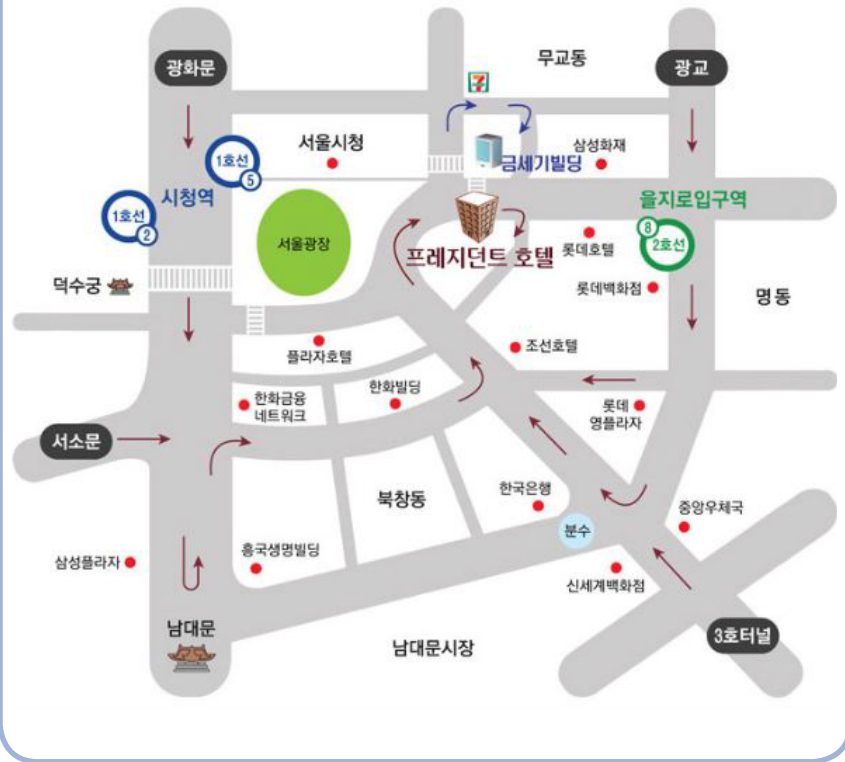 무교동
광화문
광교
7
서울시청
삼성화재
금세기빌딩
1호선
5
시청역
1호선
2
을지로입구역
8
2호선
서울광장
프레지던트 호텔
롯데호텔
덕수궁
롯데백화점
명동
플라자호텔
조선호텔
한화금융
네트워크
한화빌딩
롯데
영플라자
서소문
북창동
한국은행
중앙우체국
분수
흥국생명빌딩
삼성플라자
신세계백화점
남대문
남대문시장
3호터널